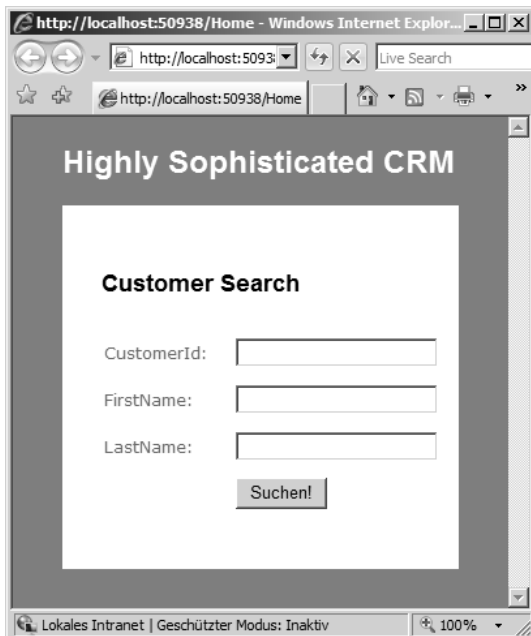 http://localhost:50938/Home - Windows Internet Explor...
http://localhost:5093
Live Search
http://localhost:50938/Home
»
Highly Sophisticated CRM
Customer Search
CustomerId:
FirstName:
LastName:
Suchen!
Lokales Intranet | Geschützter Modus: Inaktiv
100%